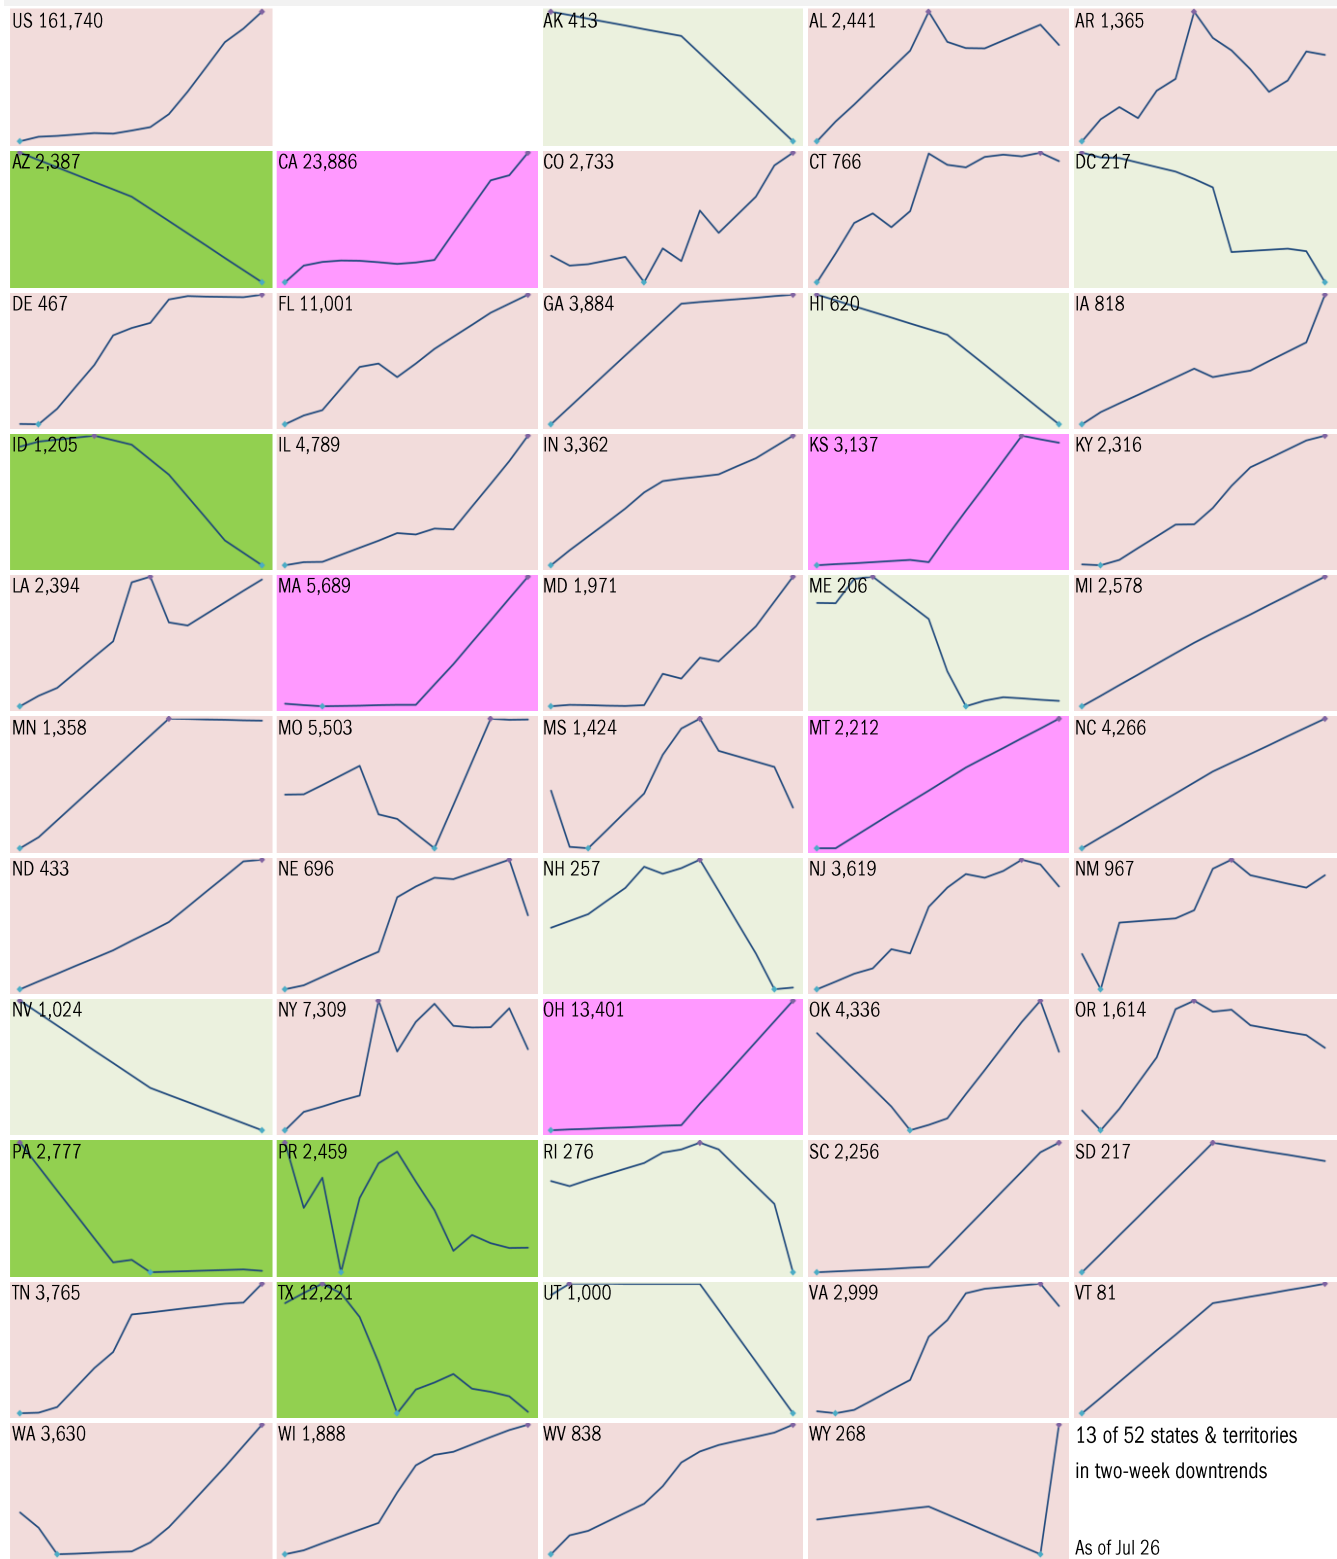 US 161,740
AK 413
AL 2,441
AR 1,365
AZ 2,387
CA 23,886
CO 2,733
CT 766
DC 217
DE 467
FL 11,001
GA 3,884
HI 620
IA 818
ID 1,205
IL 4,789
IN 3,362
KS 3,137
KY 2,316
LA 2,394
MA 5,689
MD 1,971
ME 206
MI 2,578
MN 1,358
MO 5,503
MS 1,424
MT 2,212
NC 4,266
ND 433
NE 696
NH 257
NJ 3,619
NM 967
NV 1,024
NY 7,309
OH 13,401
OK 4,336
OR 1,614
PA 2,777
PR 2,459
RI 276
SC 2,256
SD 217
TN 3,765
TX 12,221
UT 1,000
VA 2,999
VT 81
WA 3,630
WI 1,888
WV 838
WY 268
13 of 52 states & territories
in two-week downtrends
As of Jul 26